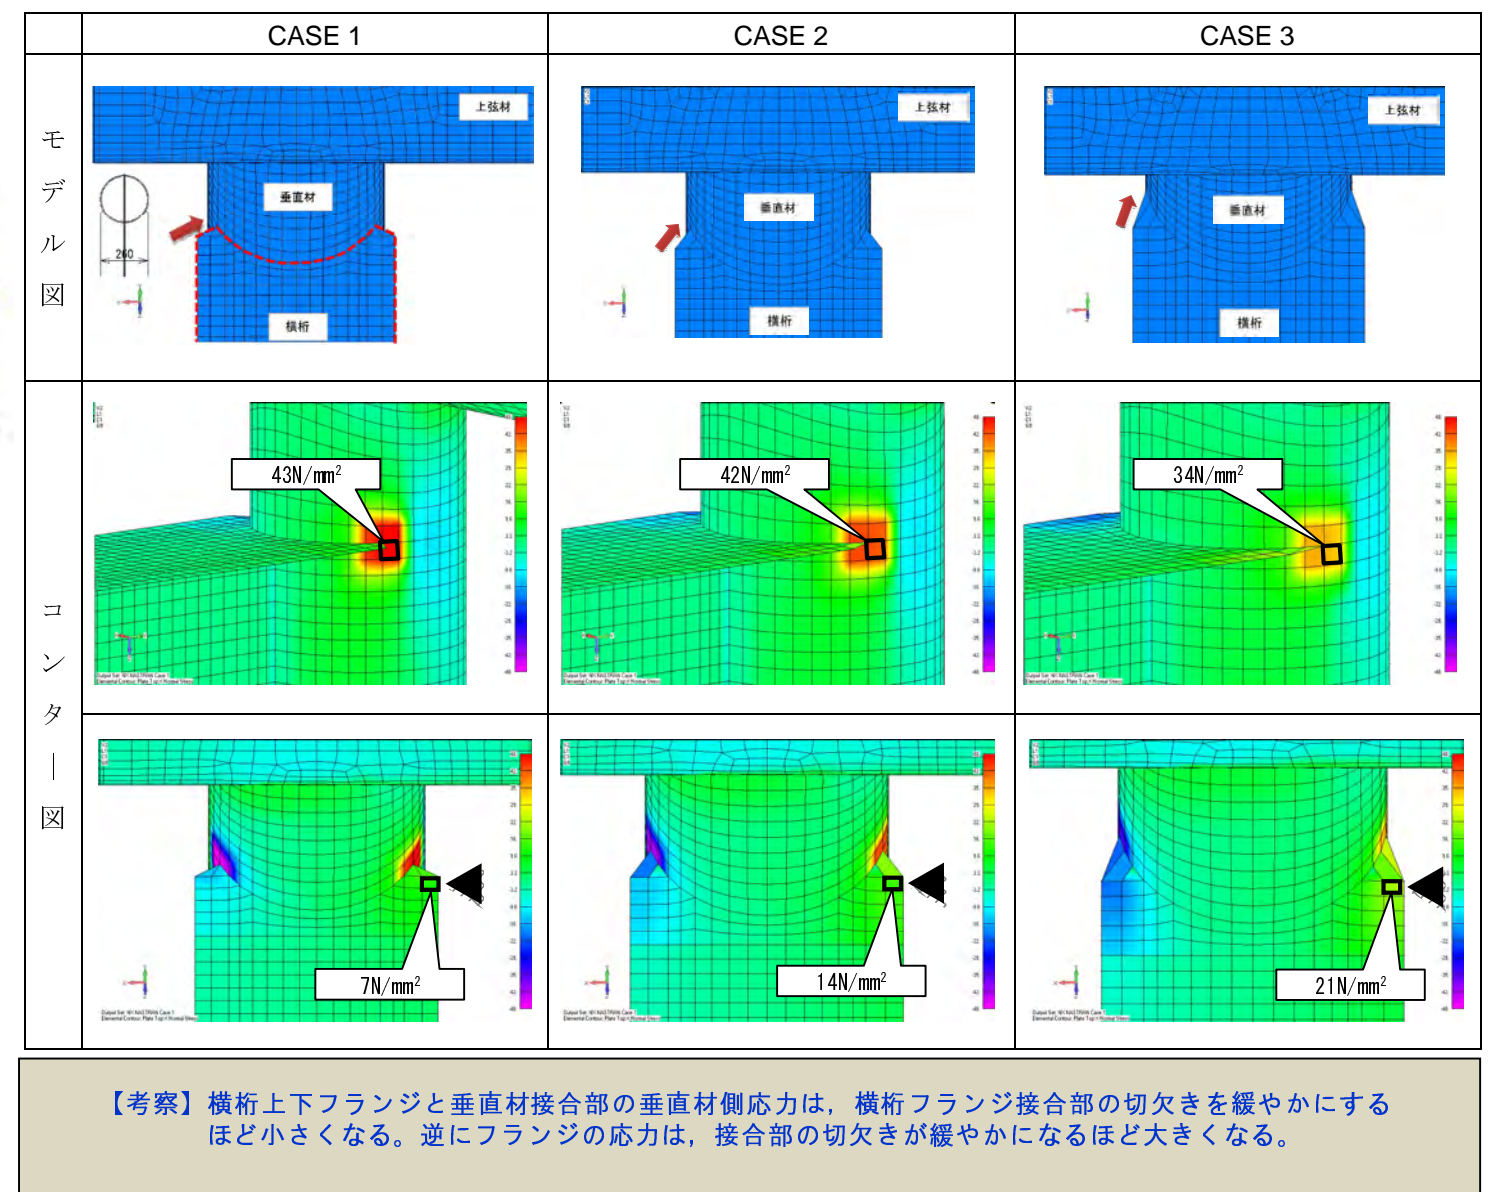 CASE 1
CASE 2
CASE 3
モデル図
上弦材
垂直材
260
横桁
上弦材
垂直材
横桁
上弦材
垂直材
横桁
コンター図
43N/mm²
42N/mm²
34N/mm²
7N/mm²
14N/mm²
21N/mm²
【考察】横桁上下フランジと垂直材接合部の垂直材側応力は，横桁フランジ接合部の切欠きを緩やかにする
ほど小さくなる。逆にフランジの応力は，接合部の切欠きが緩やかになるほど大きくなる。